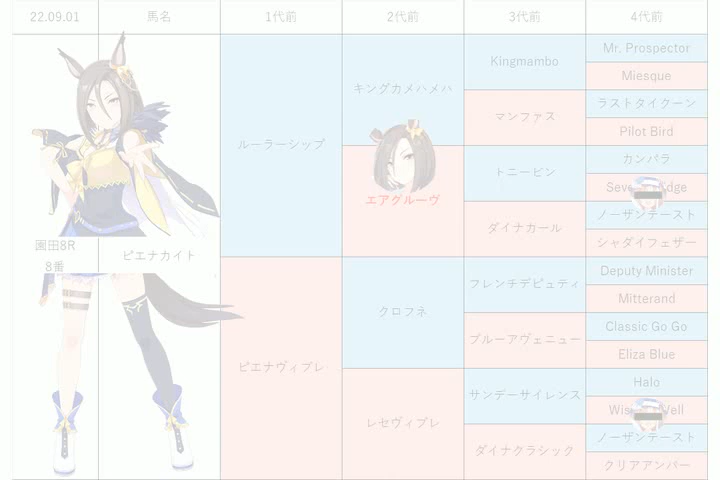 22.09.01 馬名 1代前 2代前 3代前 4代前
園田8R
8番
ピエナカイト
ルーラーシップ
ピエナヴィブレ
キングカメハメハ
エアグルーヴ
クロフネ
レセヴィブレ
Kingmambo
マンファス
トニービン
ダイナカール
フレンチデピュティ
ブルーアヴェニュー
サンデーサイレンス
ダイナクラシック
Mr. Prospector
Miesque
ラストタイクーン
Pilot Bird
カンパラ
ノーザンテースト
シャダイフェザー
Deputy Minister
Mitterand
Classic Go Go
Eliza Blue
Halo
ノーザンテースト
クリアアンバー